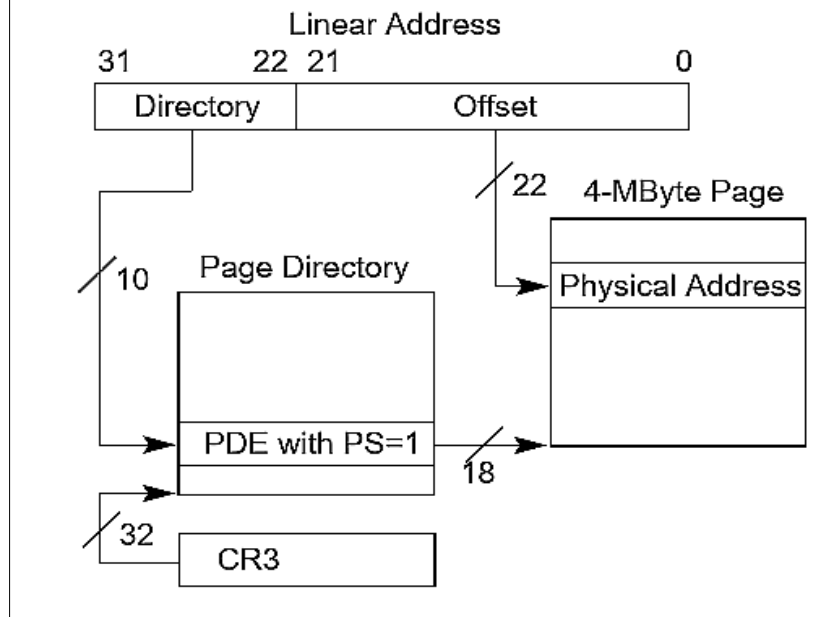 Linear Address
31 22 21 0
Directory Offset
22
4-MByte Page
10
Page Directory
Physical Address
PDE with PS=1
18
32
CR3